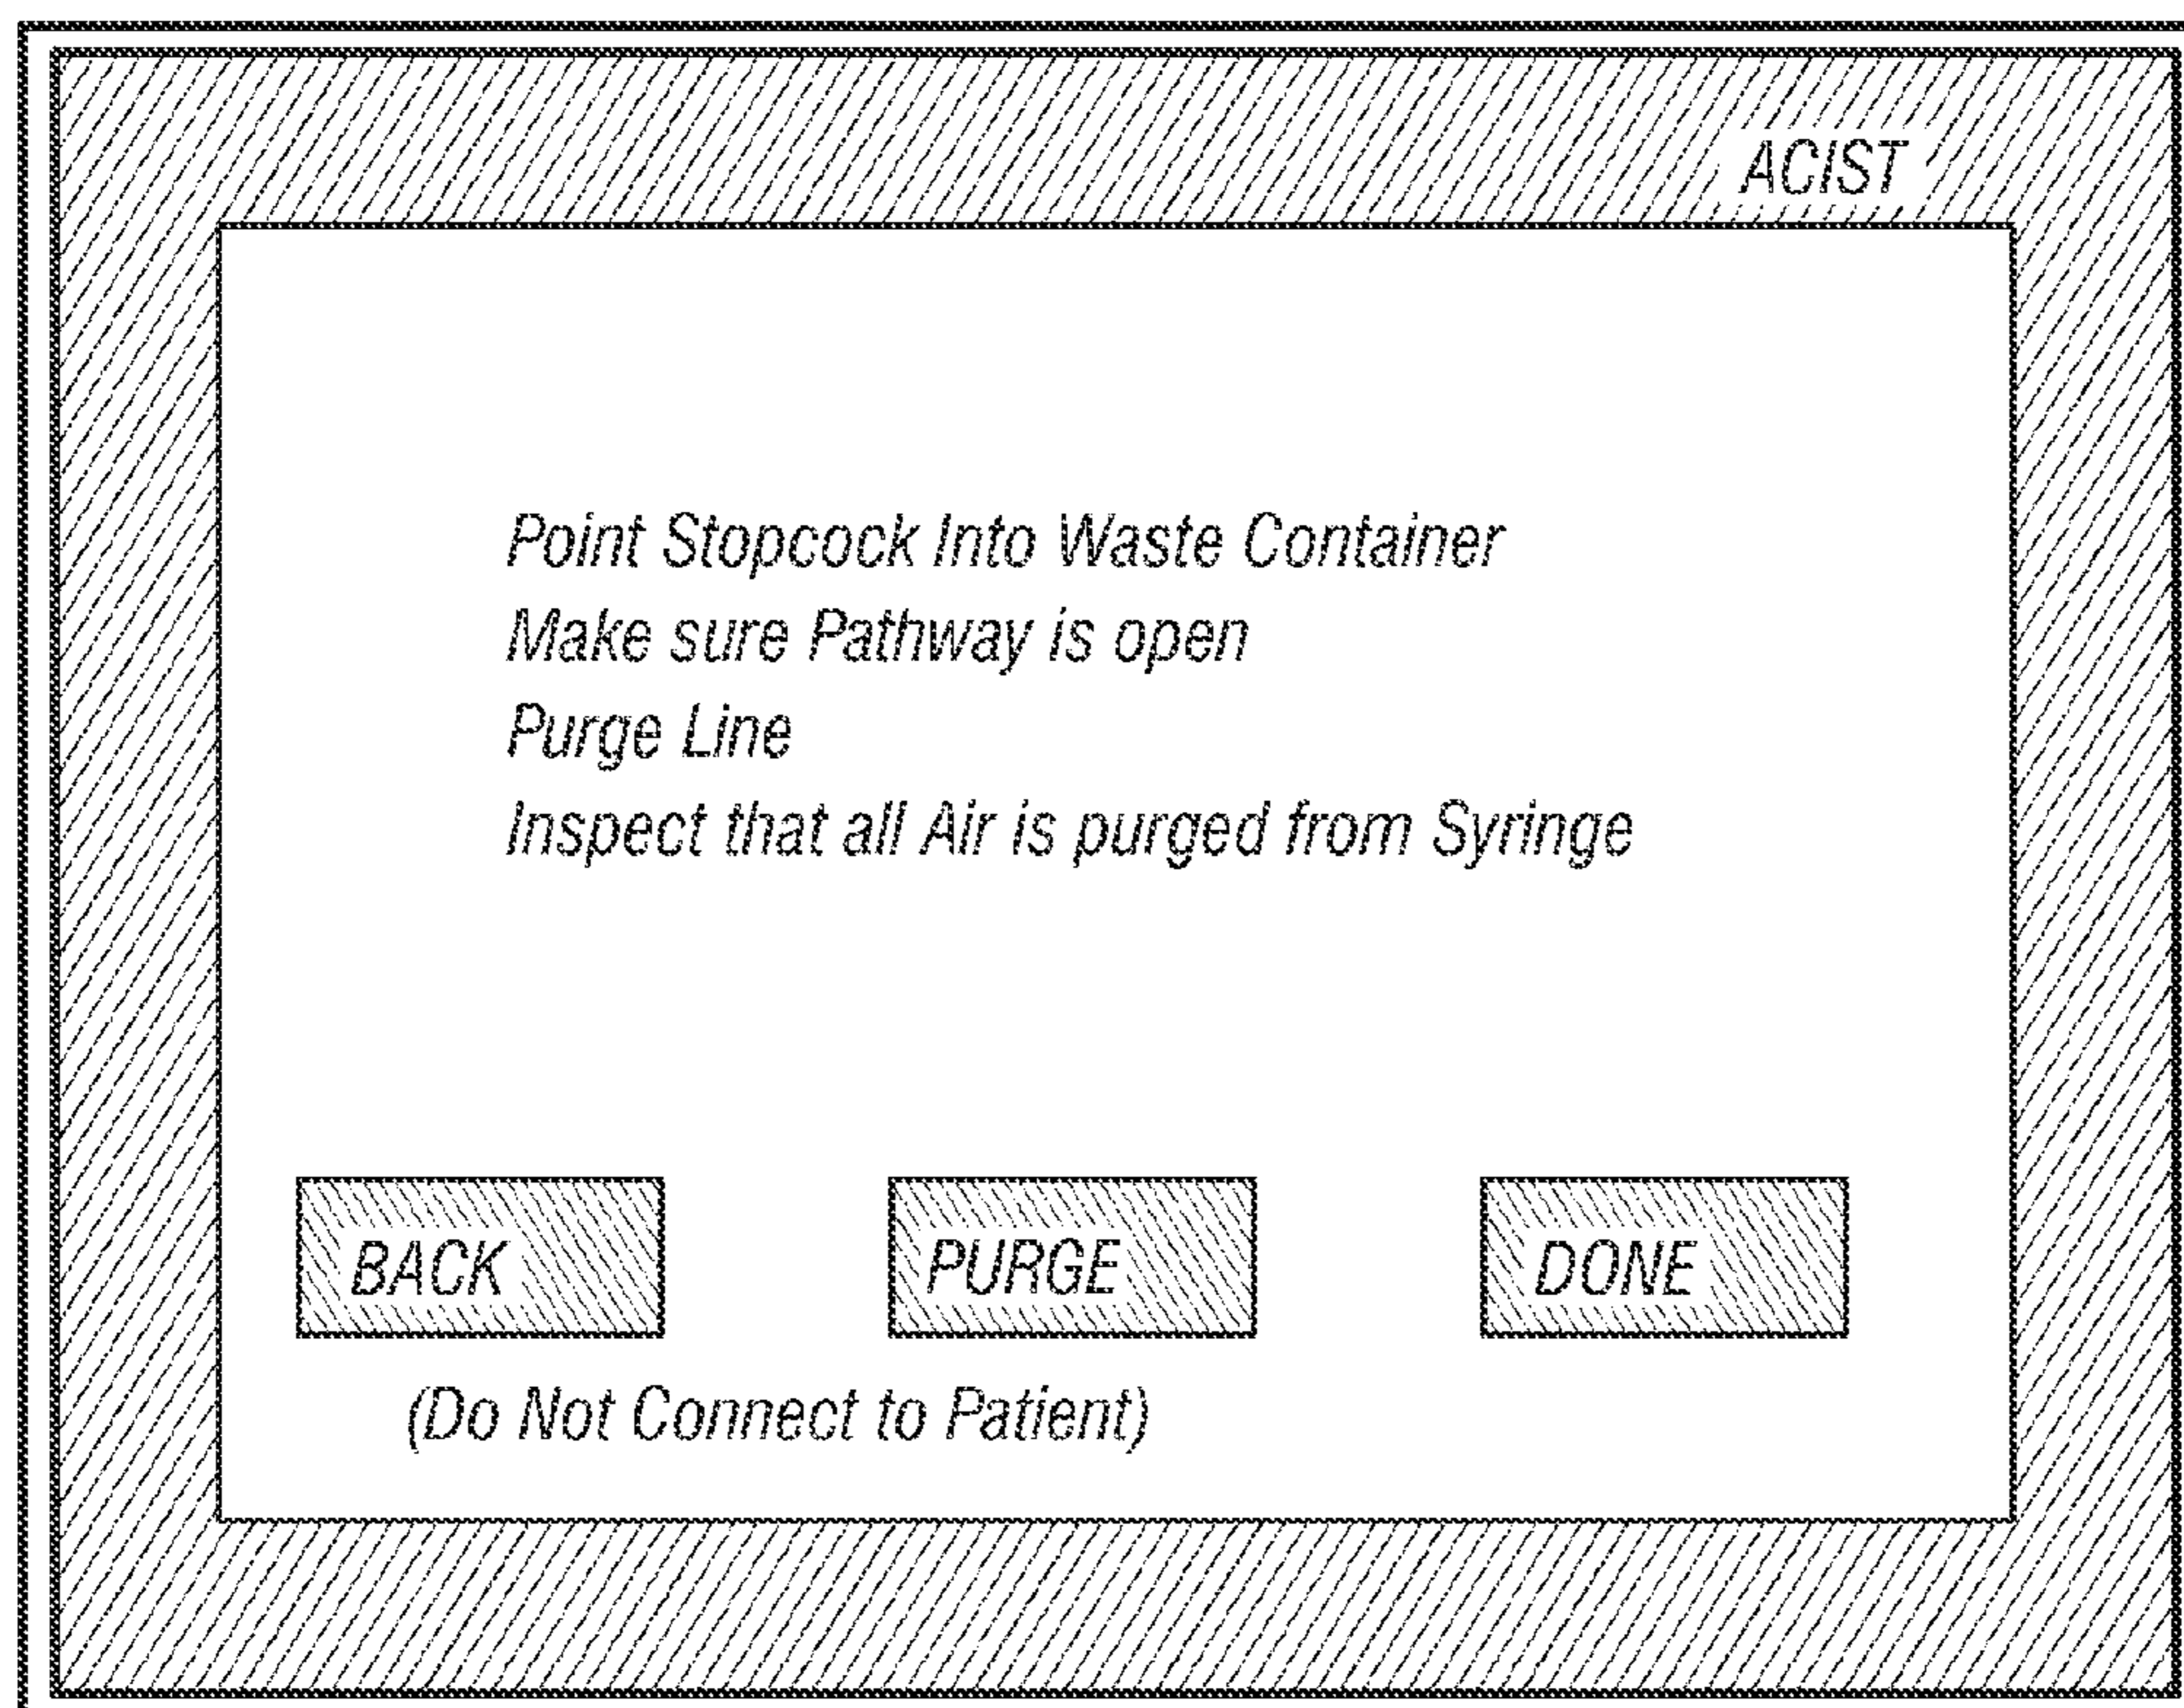 ACIST
Point Stopcock Into Waste Container
Make sure Pathway is open
Purge Line
Inspect that all Air is purged from Syringe
BACK
PURGE
DONE
(Do Not Connect to Patient)